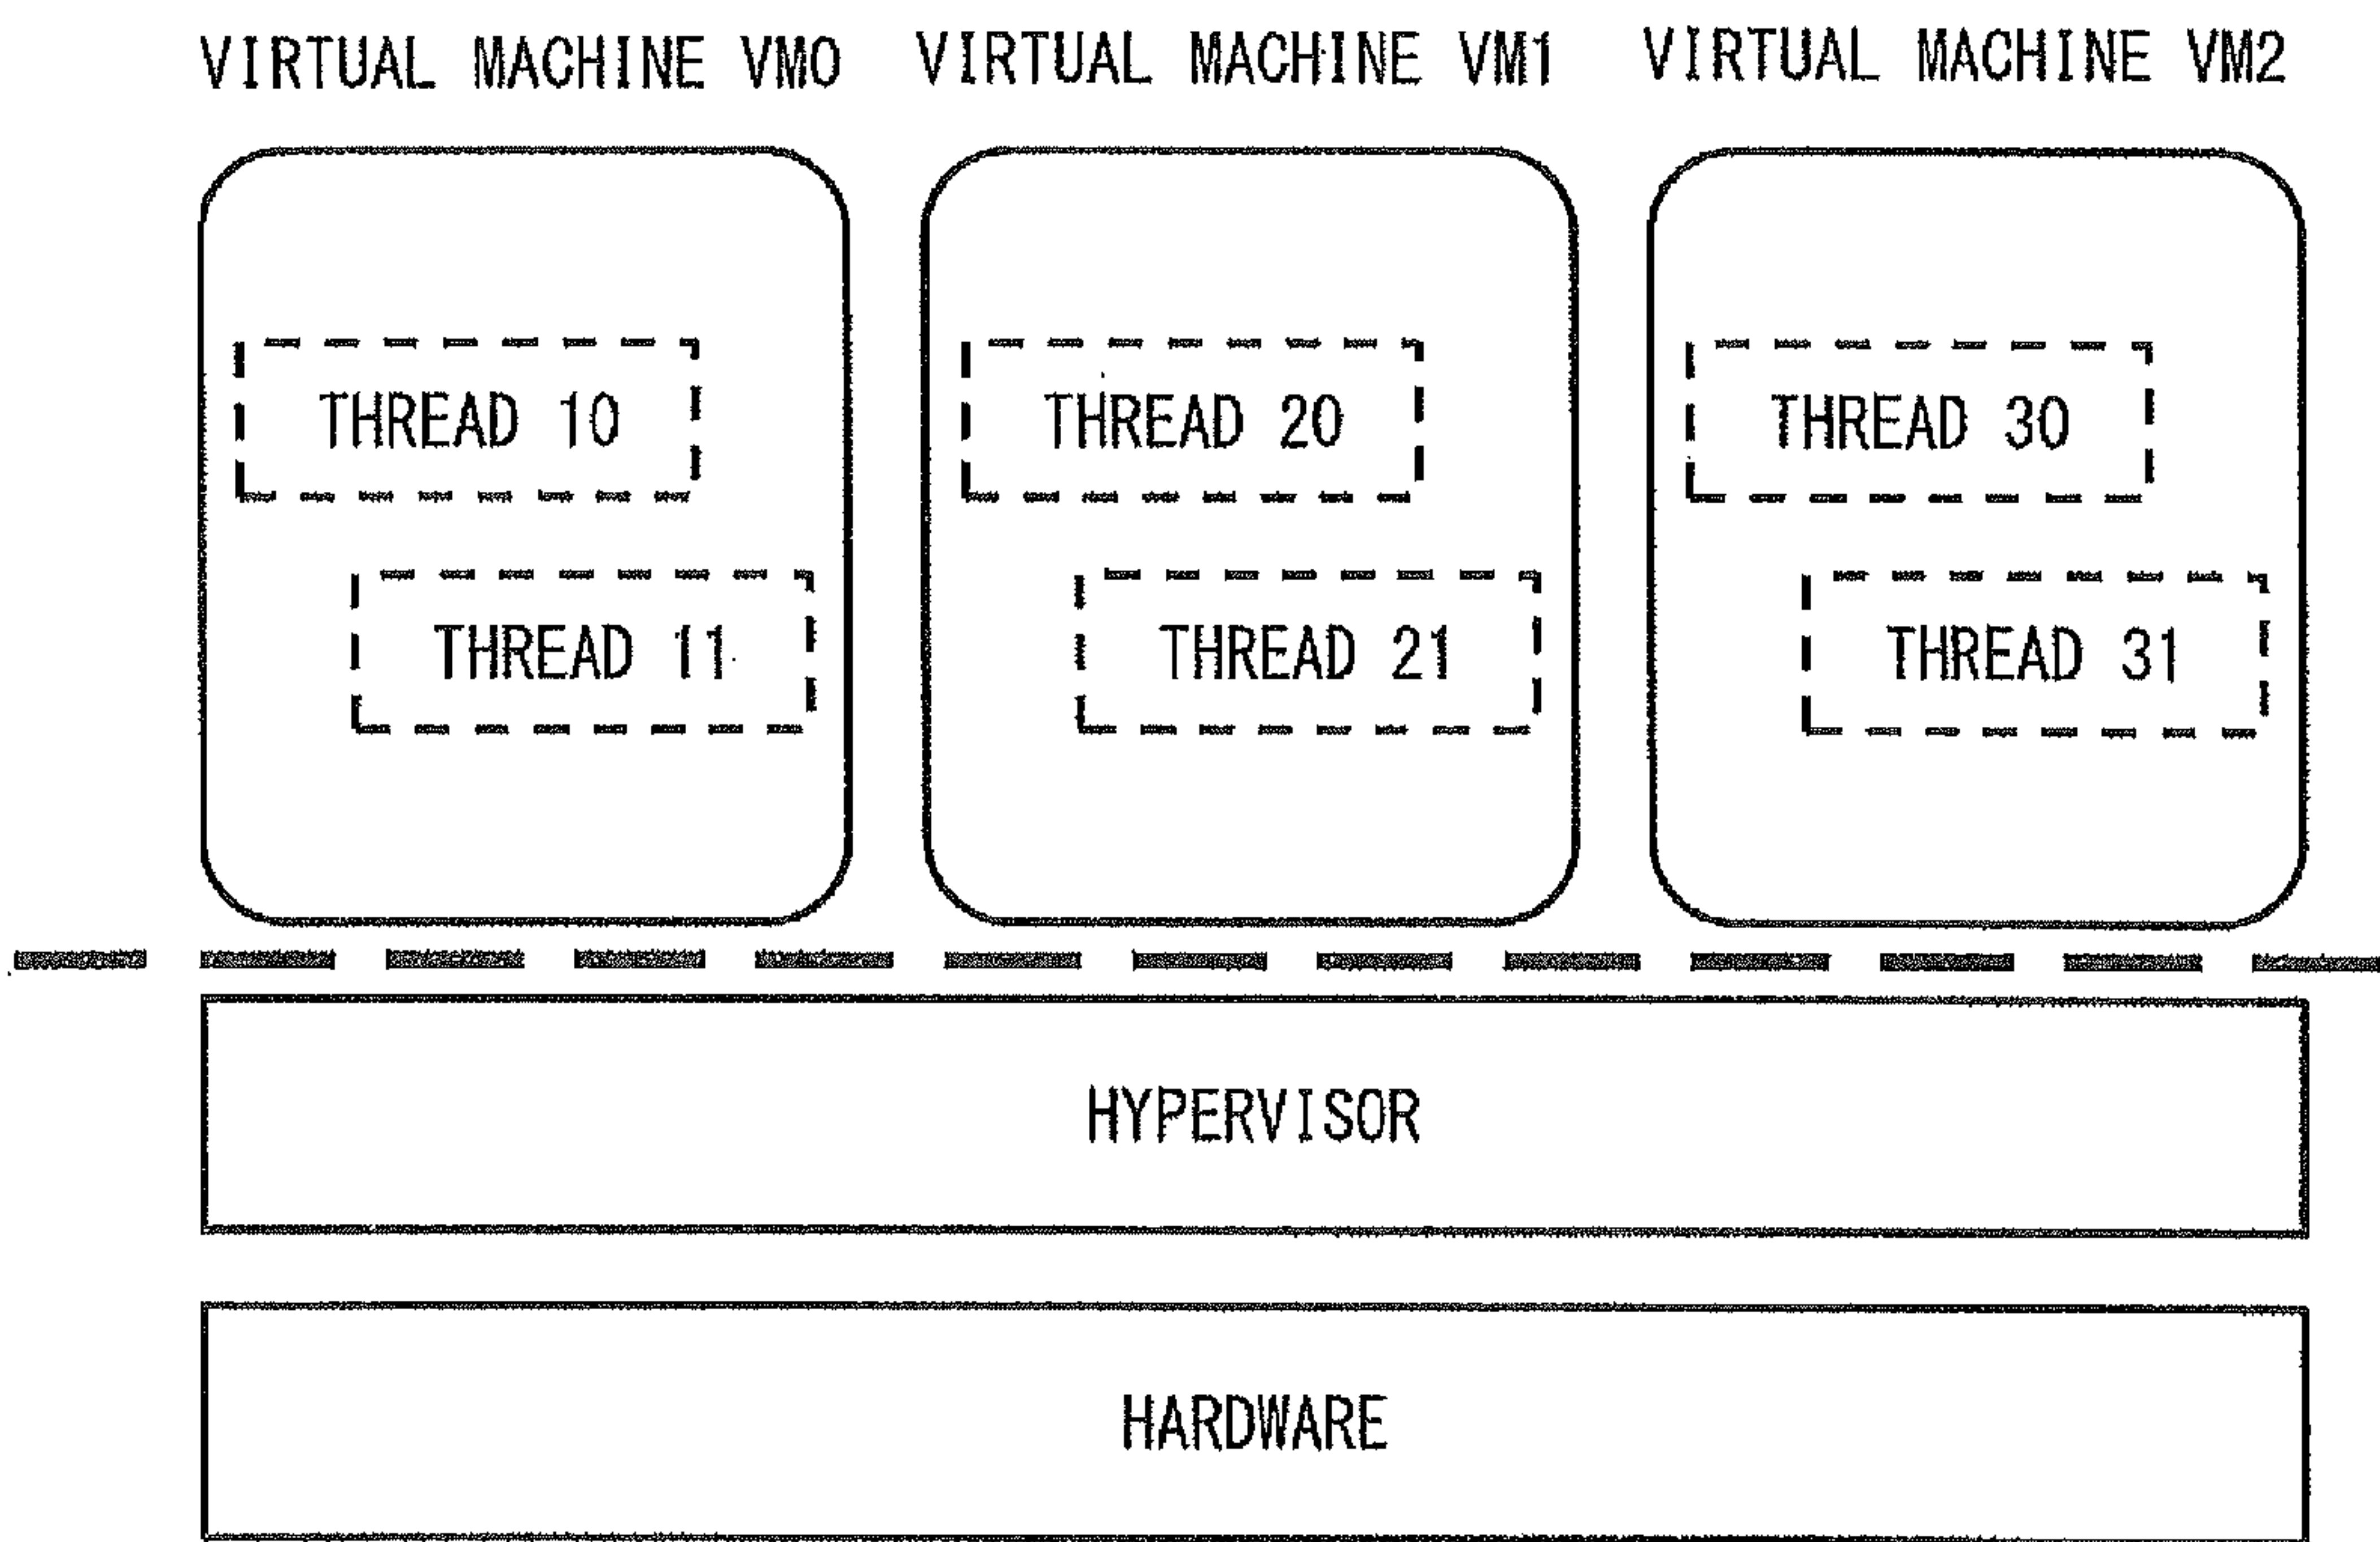 VIRTUAL MACHINE VM0 VIRTUAL MACHINE VM1 VIRTUAL MACHINE VM2
THREAD 10 THREAD 20 THREAD 30
THREAD 11 THREAD 21 THREAD 31
HYPERVISOR
HARDWARE